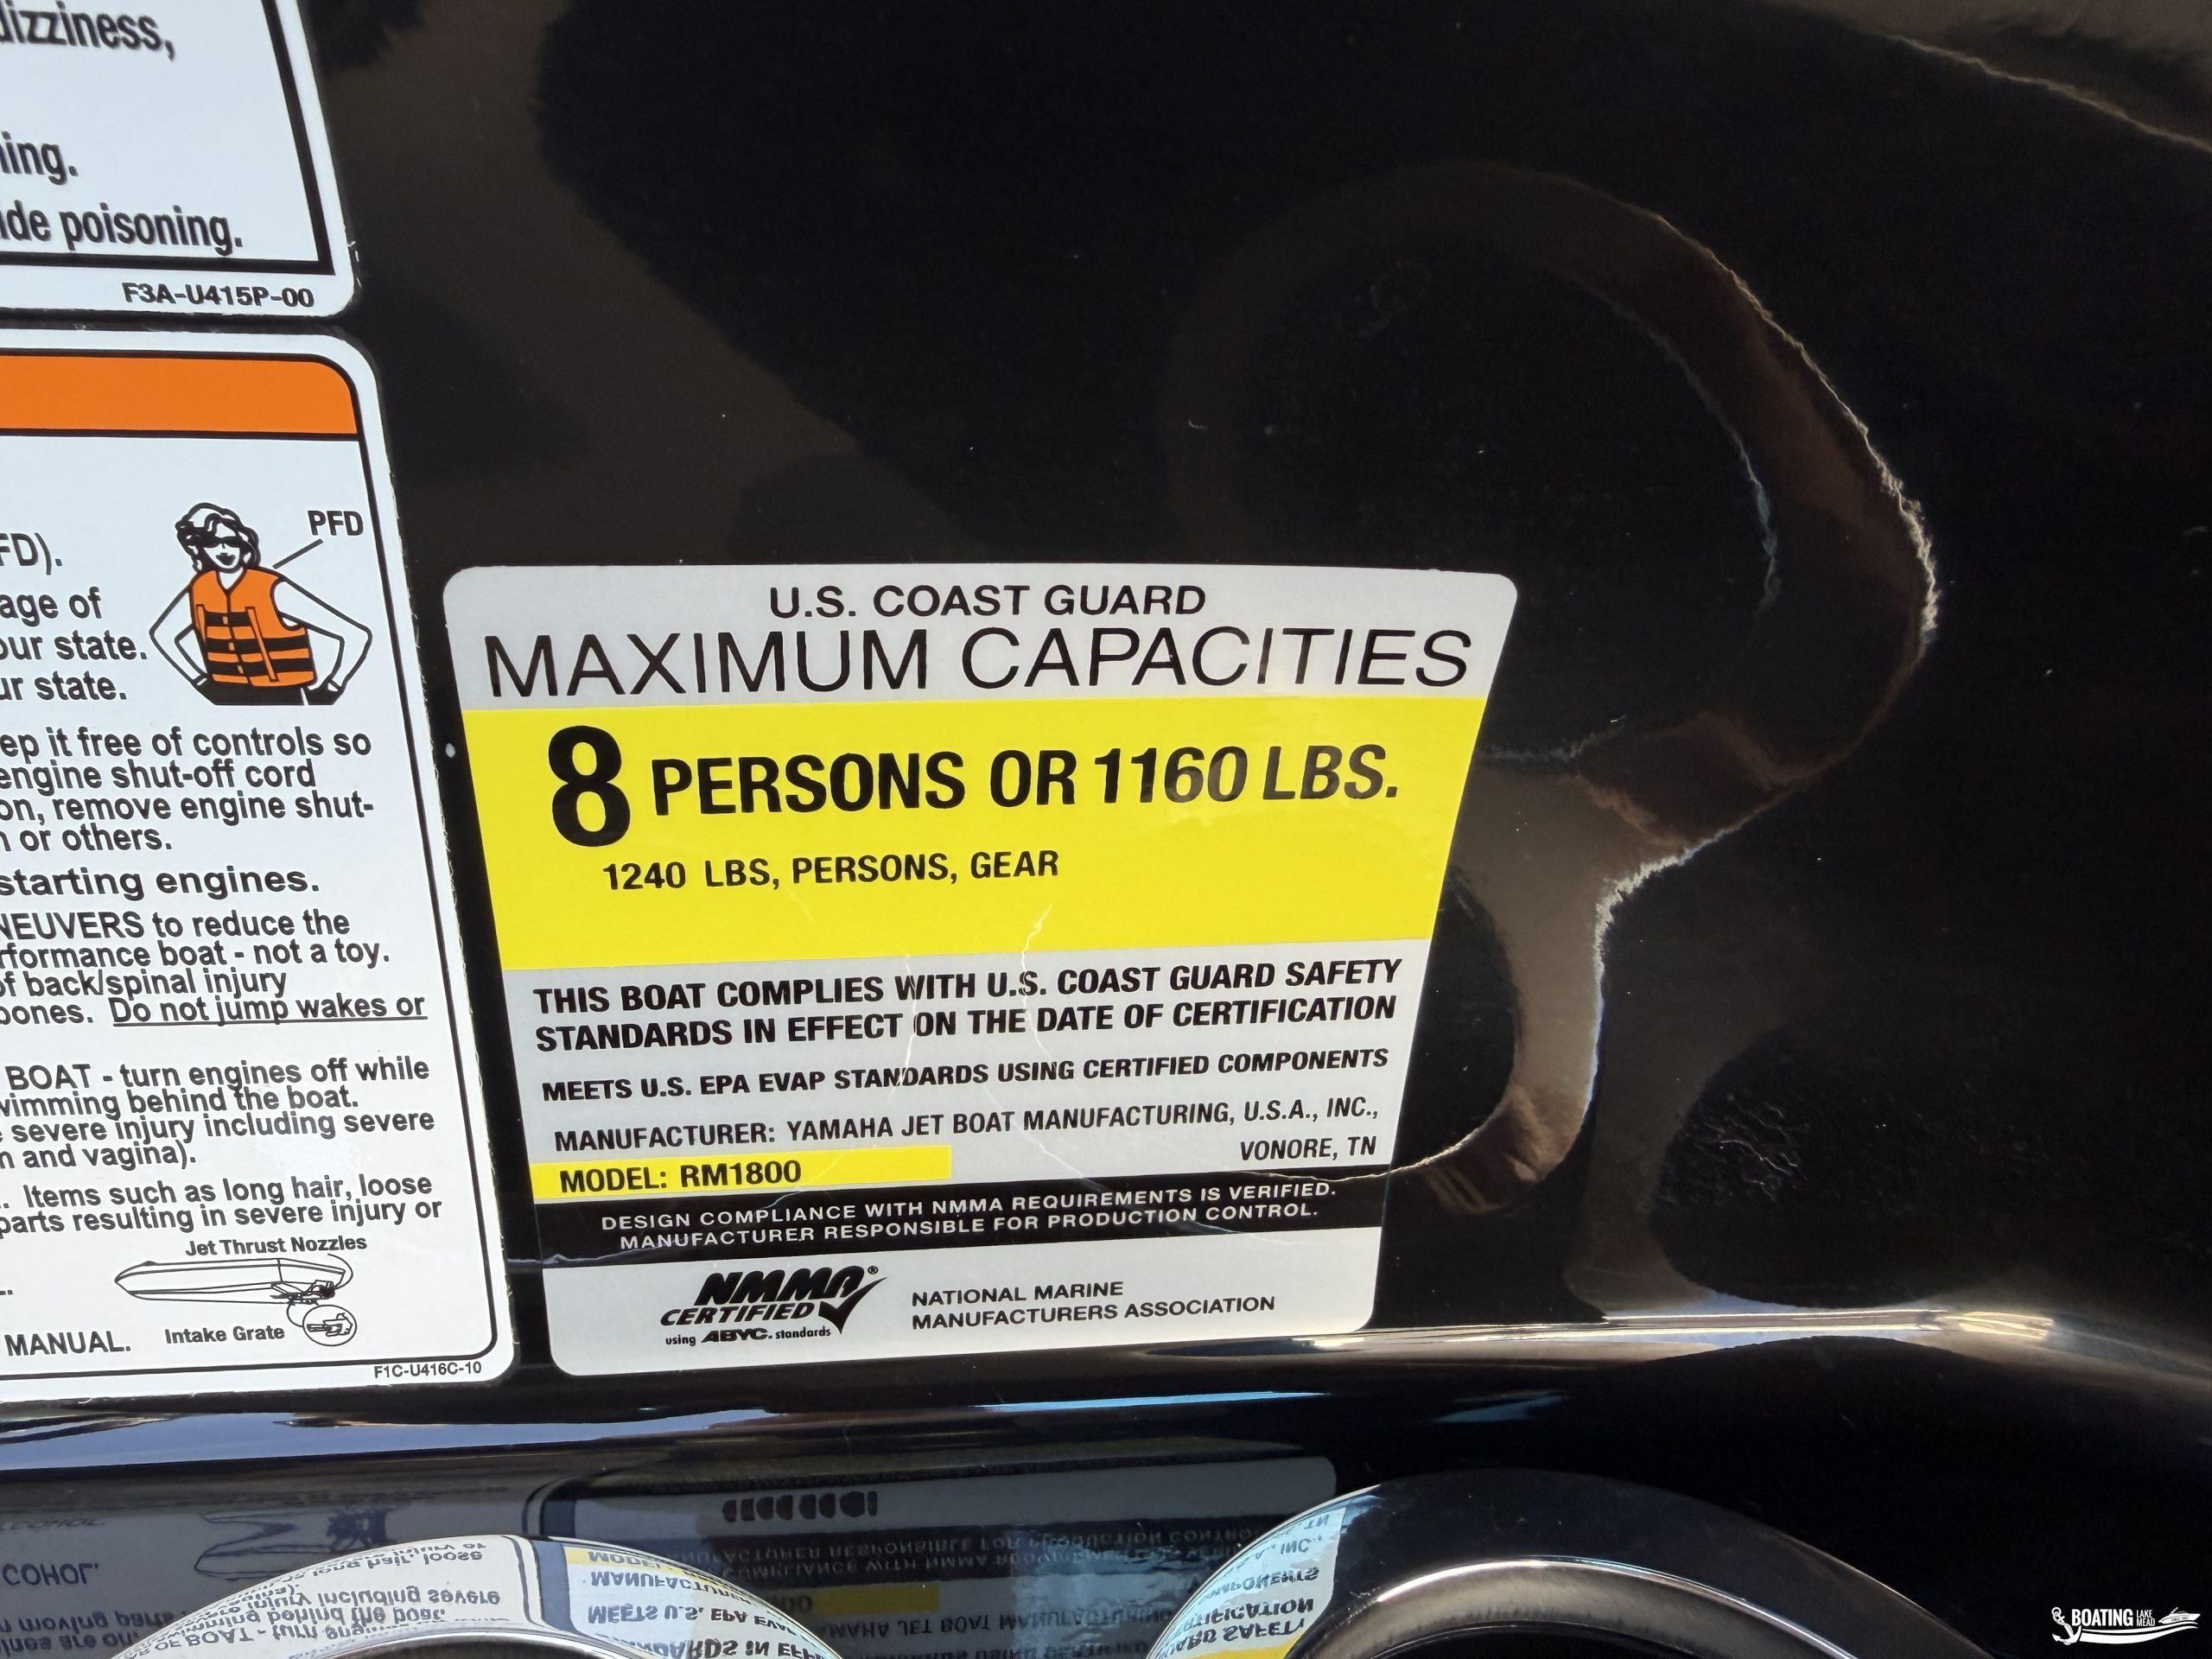 dizziness,
ing.
ide poisoning.
F3A-U415P-00
PFD
FD).
age of
our state.
ur state.
ep it free of controls so
engine shut-off cord
on, remove engine shut-
or others.
starting engines.
NEUVERS to reduce the
rformance boat - not a toy.
of back/spinal injury
bones. Do not jump wakes or
BOAT - turn engines off while
wimming behind the boat.
severe injury including severe
n and vagina).
. Items such as long hair, loose
parts resulting in severe injury or
Jet Thrust Nozzles
MANUAL.
Intake Grate
F1C-U416C-10
U.S. COAST GUARD
MAXIMUM CAPACITIES
8 PERSONS OR 1160 LBS.
1240 LBS, PERSONS, GEAR
THIS BOAT COMPLIES WITH U.S. COAST GUARD SAFETY
STANDARDS IN EFFECT ON THE DATE OF CERTIFICATION
MEETS U.S. EPA EVAP STANDARDS USING CERTIFIED COMPONENTS
MANUFACTURER: YAMAHA JET BOAT MANUFACTURING, U.S.A., INC.,
VONORE, TN
MODEL: RM1800
DESIGN COMPLIANCE WITH NMMA REQUIREMENTS IS VERIFIED.
MANUFACTURER RESPONSIBLE FOR PRODUCTION CONTROL.
NMMA®
CERTIFIED
using ABYC. standards
NATIONAL MARINE
MANUFACTURERS ASSOCIATION
BOATING LAKE MEAD